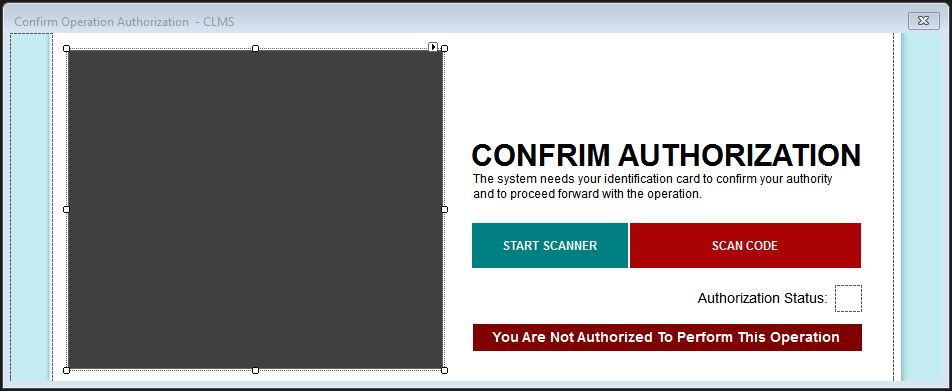 Confirm Operation Authorization - CLMS
CONFRIM AUTHORIZATION
The system needs your identification card to confirm your authority
and to proceed forward with the operation.
START SCANNER
SCAN CODE
Authorization Status:
You Are Not Authorized To Perform This Operation